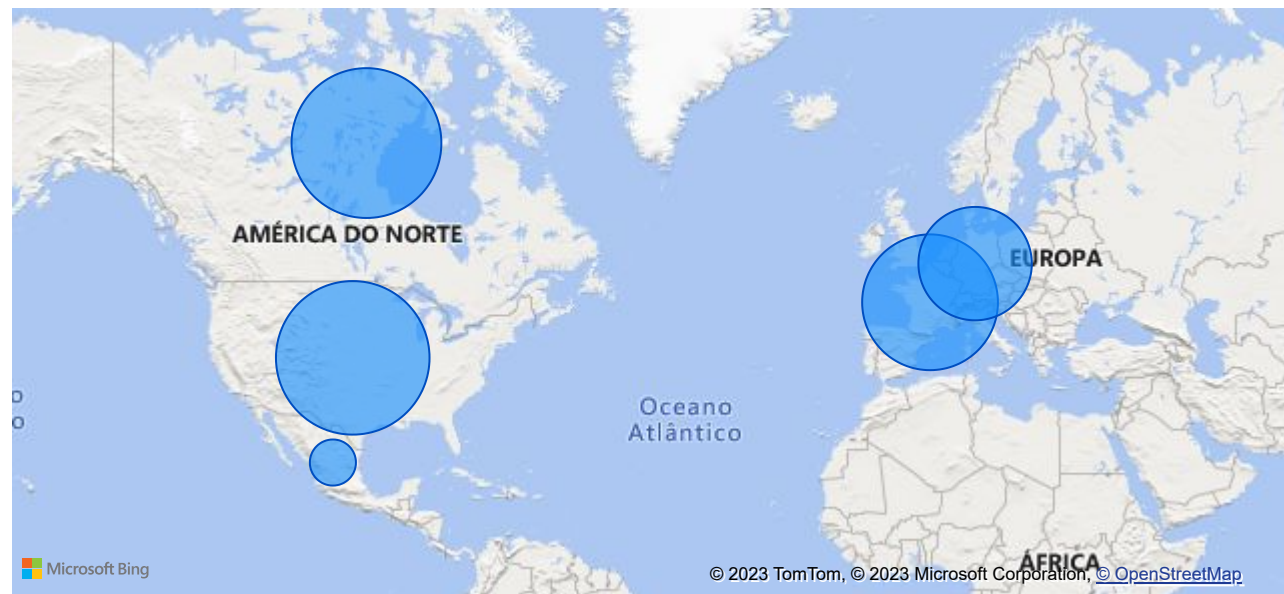 AMÉRICA DO NORTE
EUROPA
Oceano
Atlântico
o
o
ÁFRICA
Microsoft Bing
© 2023 TomTom, © 2023 Microsoft Corporation, © OpenStreetMap